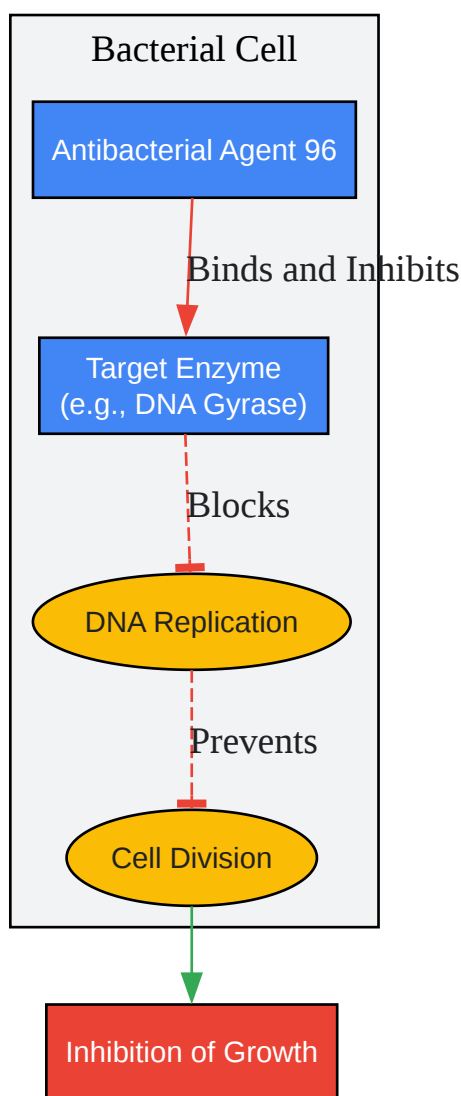 Bacterial Cell
Antibacterial Agent 96
Binds and Inhibits
Target Enzyme
(e.g., DNA Gyrase)
Blocks
DNA Replication
Prevents
Cell Division
Inhibition of Growth